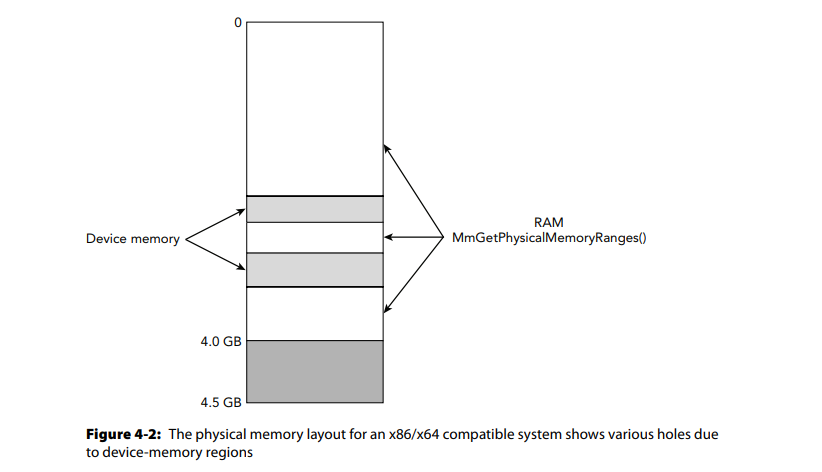 0
Device memory
RAM
MmGetPhysicalMemoryRanges()
4.0 GB
4.5 GB
Figure 4-2: The physical memory layout for an x86/x64 compatible system shows various holes due
to device-memory regions